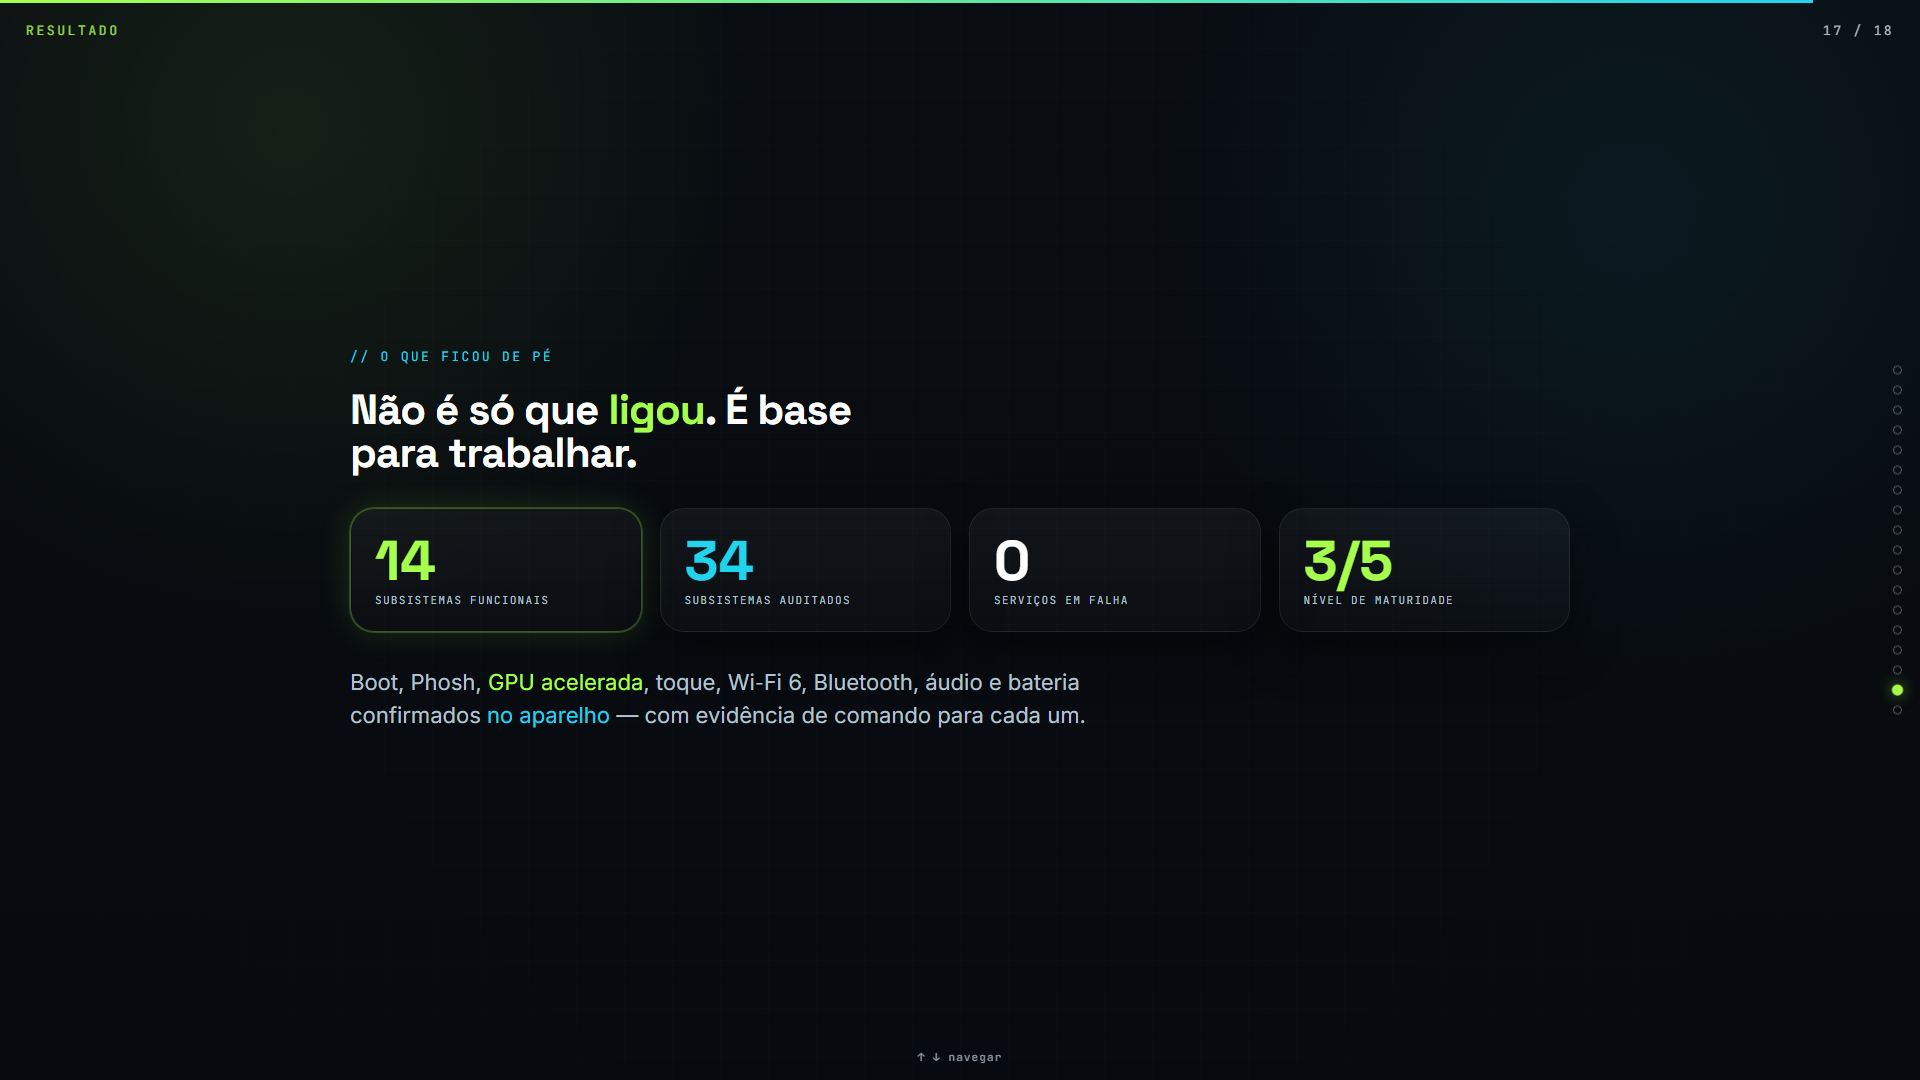 RESULTADO
17 / 18
// O QUE FICOU DE PÉ
Não é só que ligou. É base
para trabalhar.
14
SUBSISTEMAS FUNCIONAIS
34
SUBSISTEMAS AUDITADOS
0
SERVIÇOS EM FALHA
3/5
NÍVEL DE MATURIDADE
Boot, Phosh, GPU acelerada, toque, Wi-Fi 6, Bluetooth, áudio e bateria
confirmados no aparelho — com evidência de comando para cada um.
↑ ↓ navegar